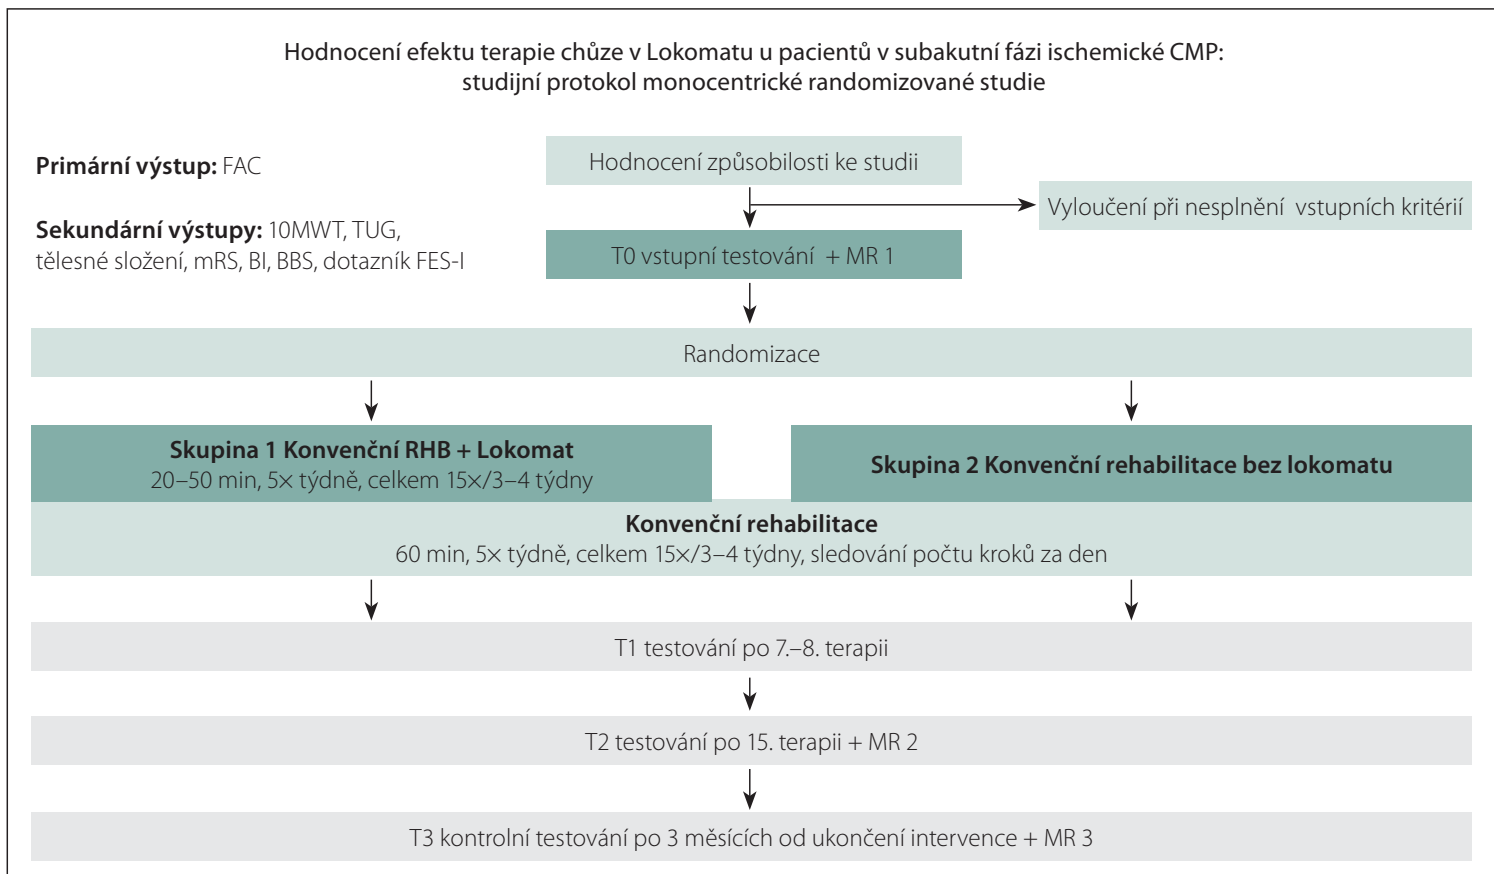 Hodnocení efektu terapie chůze v Lokomatu u pacientů v subakutní fázi ischemické CMP:
studijní protokol monocentrické randomizované studie
Primární výstup: FAC
Sekundární výstupy: 10MWT, TUG,
tělesné složení, mRS, BI, BBS, dotazník FES-I
Hodnocení způsobilosti ke studii
Vyloučení při nesplnění vstupních kritérií
T0 vstupní testování + MR 1
Randomizace
Skupina 1 Konvenční RHB + Lokomat
20–50 min, 5× týdně, celkem 15×/3–4 týdny
Skupina 2 Konvenční rehabilitace bez lokomatu
Konvenční rehabilitace
60 min, 5× týdně, celkem 15×/3–4 týdny, sledování počtu kroků za den
T1 testování po 7.–8. terapii
T2 testování po 15. terapii + MR 2
T3 kontrolní testování po 3 měsících od ukončení intervence + MR 3